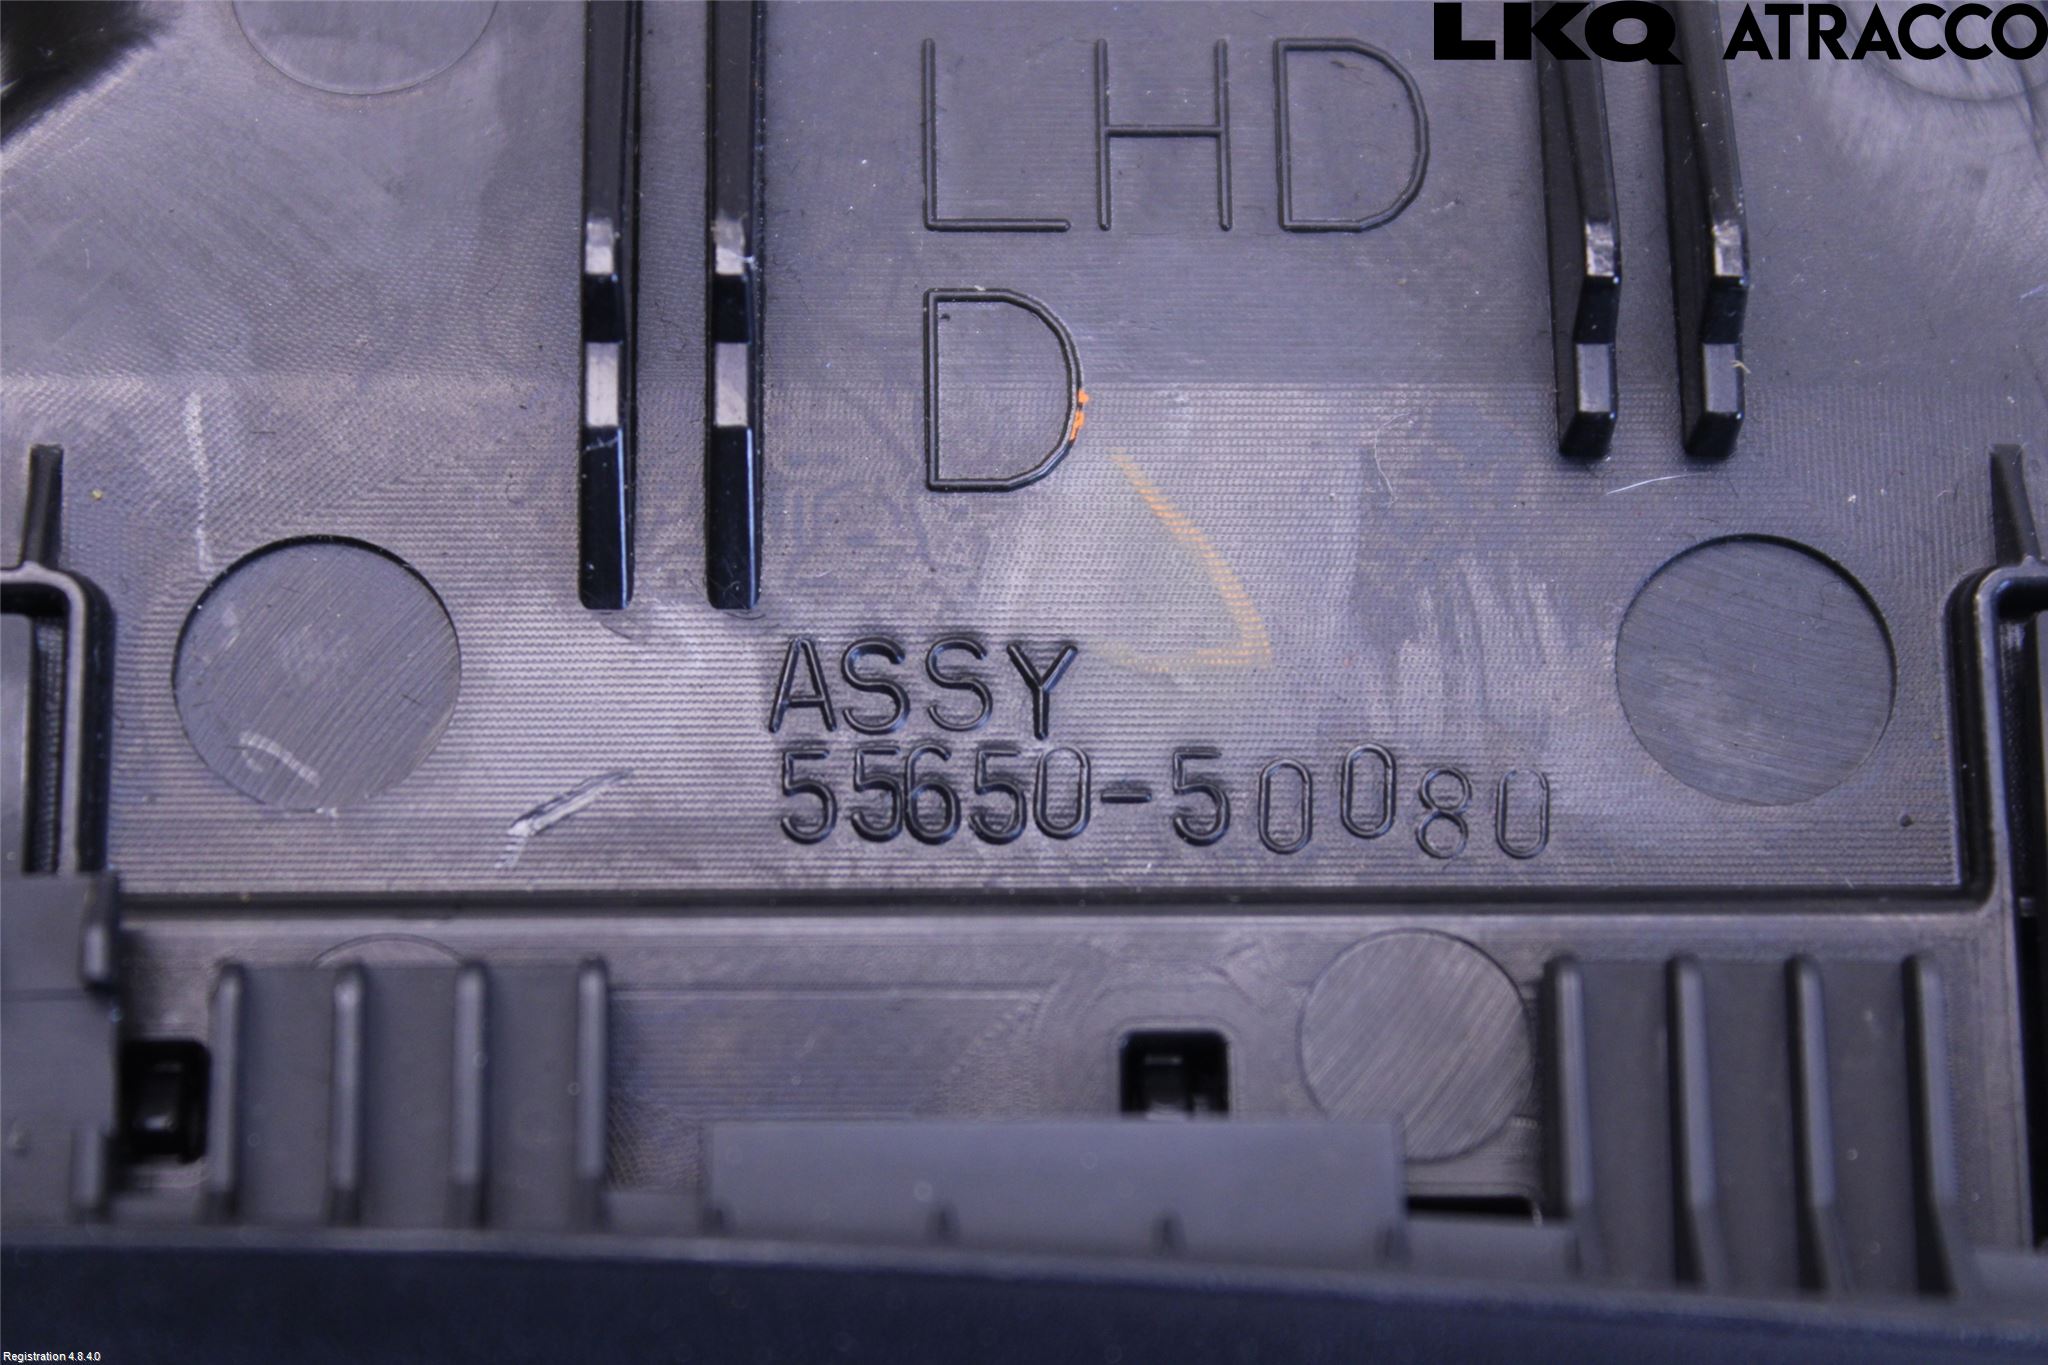 LKQ ATRACCO
LHD
D
ASSY
55650-50080
Registration 4.8.4.0